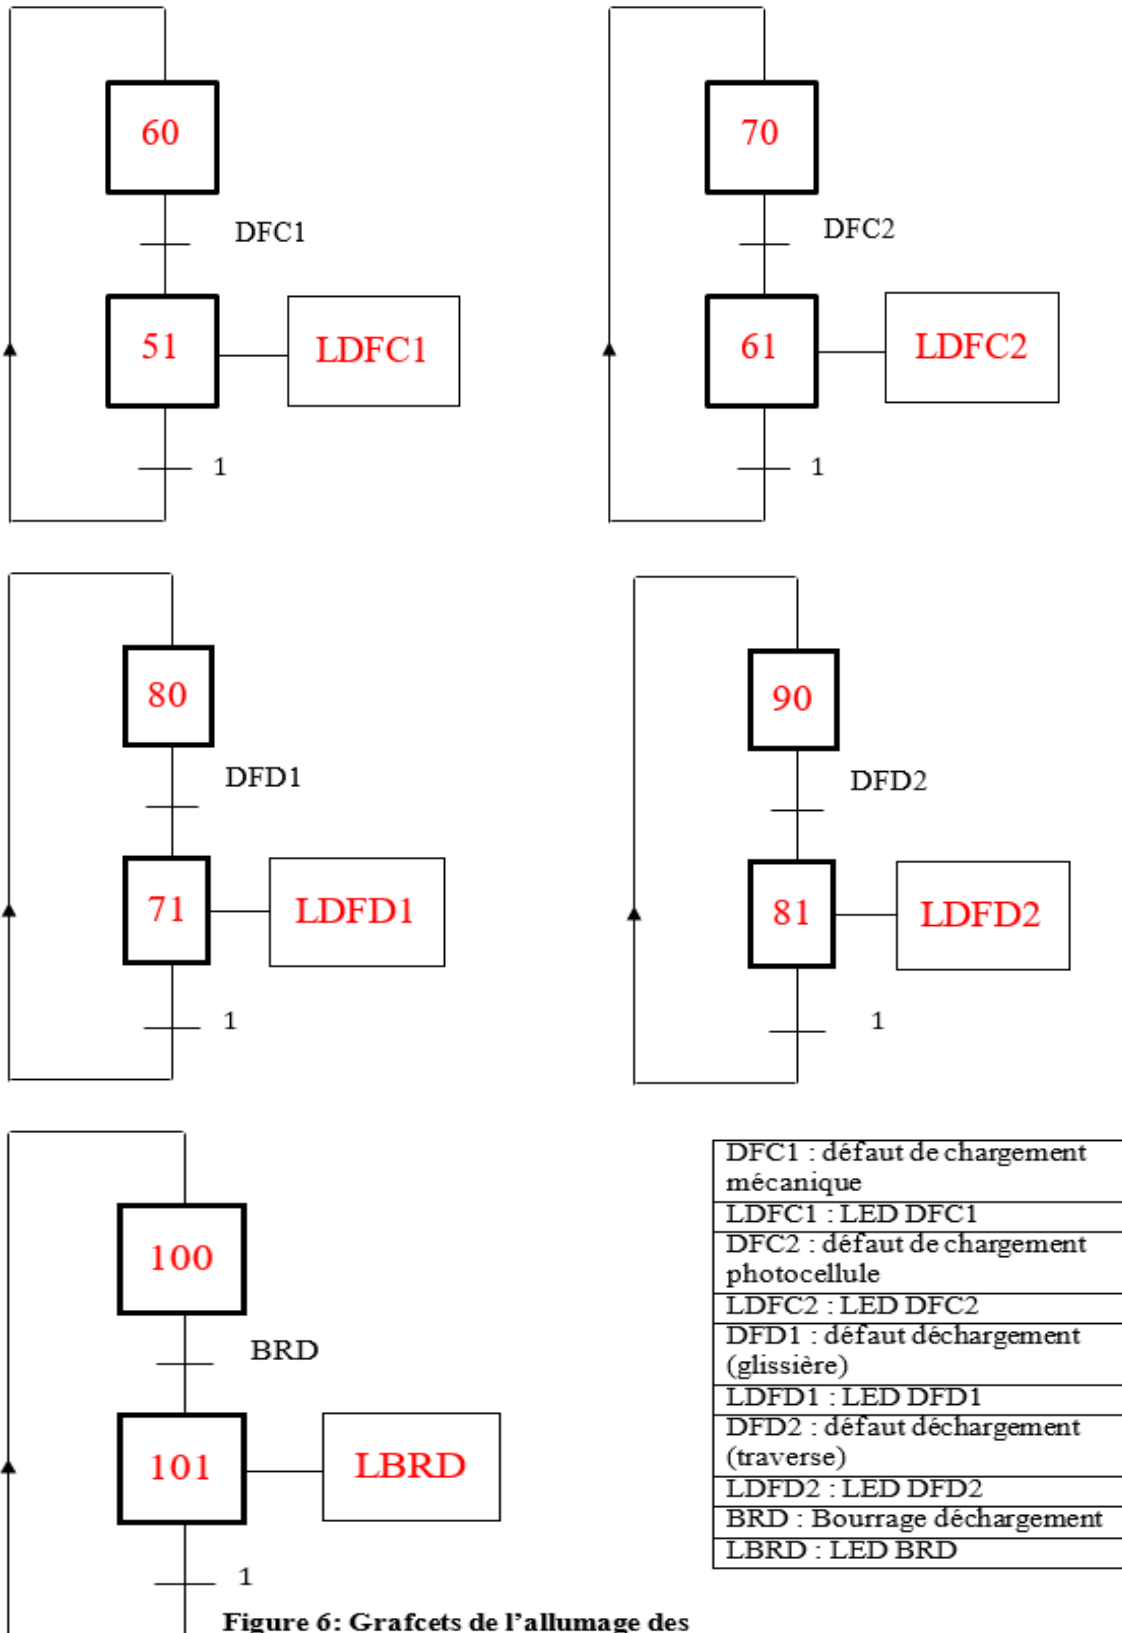 60
DFC1
51
LDFC1
1
70
DFC2
61
LDFC2
1
80
DFD1
71
LDFD1
1
90
DFD2
81
LDFD2
1
100
BRD
101
LBRD
1
DFC1 : défaut de chargement
mécanique
LDFC1 : LED DFC1
DFC2 : défaut de chargement
photocellule
LDFC2 : LED DFC2
DFD1 : défaut déchargement
(glissière)
LDFD1 : LED DFD1
DFD2 : défaut déchargement
(traverse)
LDFD2 : LED DFD2
BRD : Bourrage déchargement
LBRD : LED BRD
Figure 6: Grafcets de l’allumage des